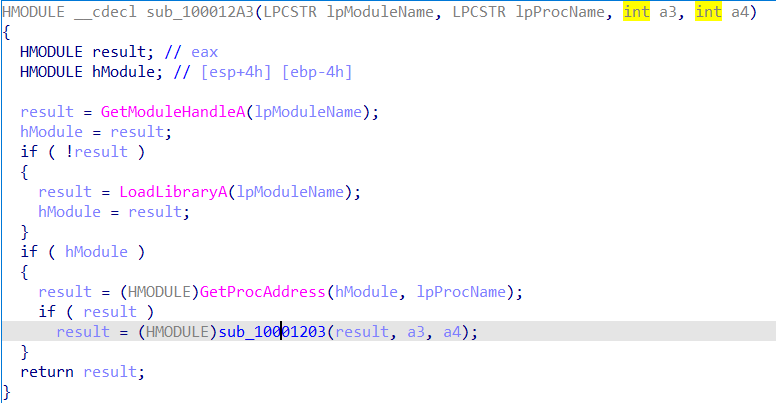 HMODULE __cdecl sub_100012A3(LPCSTR lpModuleName, LPCSTR lpProcName, int a3, int a4)
{
  HMODULE result; // eax
  HMODULE hModule; // [esp+4h] [ebp-4h]

  result = GetModuleHandleA(lpModuleName);
  hModule = result;
  if ( !result )
  {
    result = LoadLibraryA(lpModuleName);
    hModule = result;
  }
  if ( hModule )
  {
    result = (HMODULE)GetProcAddress(hModule, lpProcName);
    if ( result )
      result = (HMODULE)sub_10001203(result, a3, a4);
  }
  return result;
}